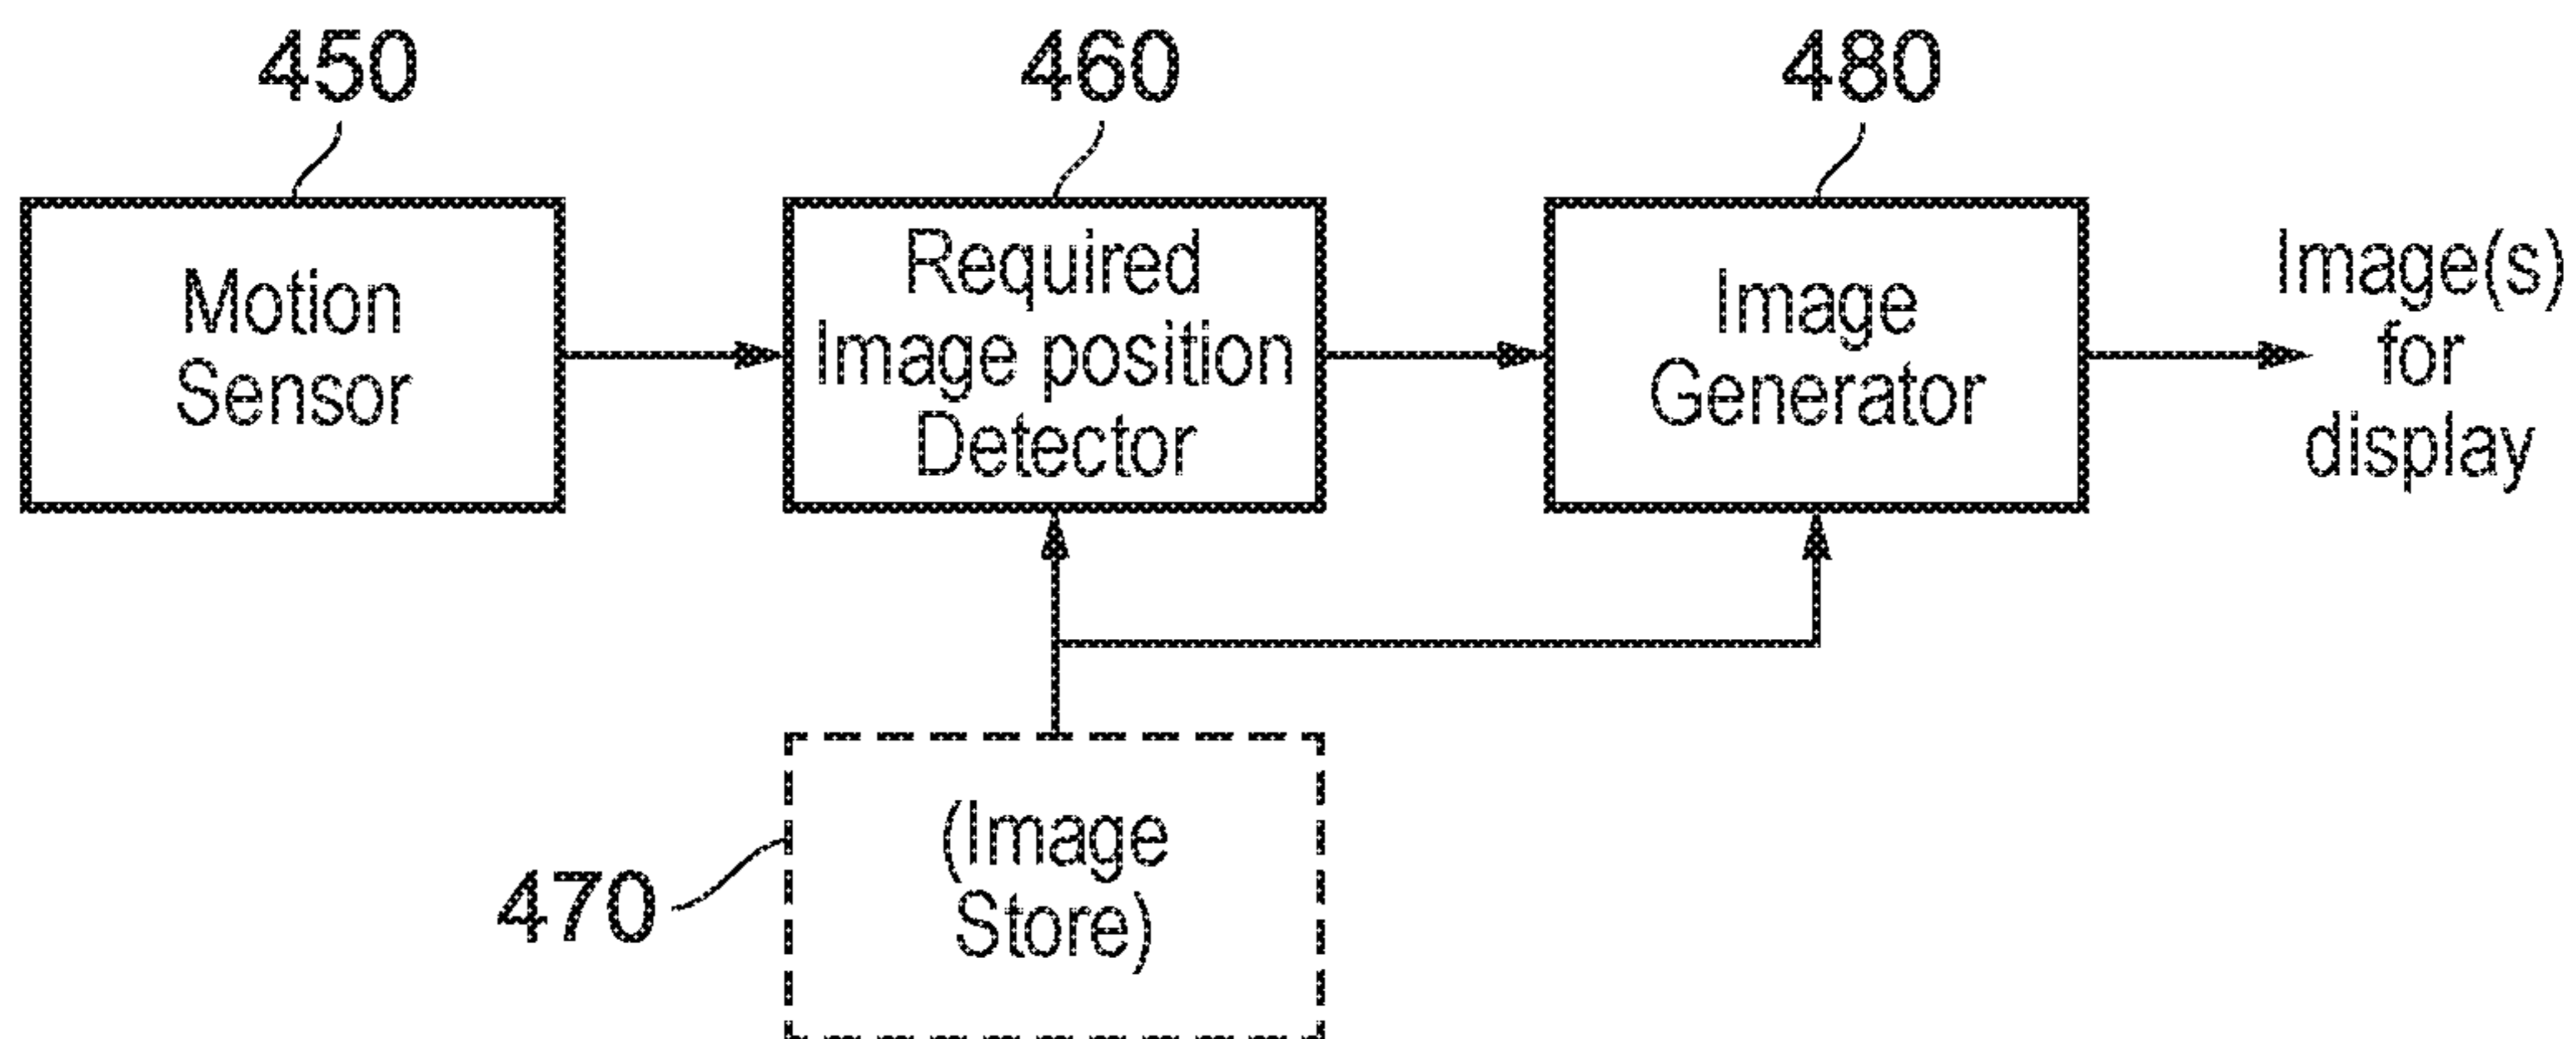 450
460
480
Motion
Sensor
Required
Image position
Detector
Image
Generator
Image(s)
for
display
(Image
Store)
470